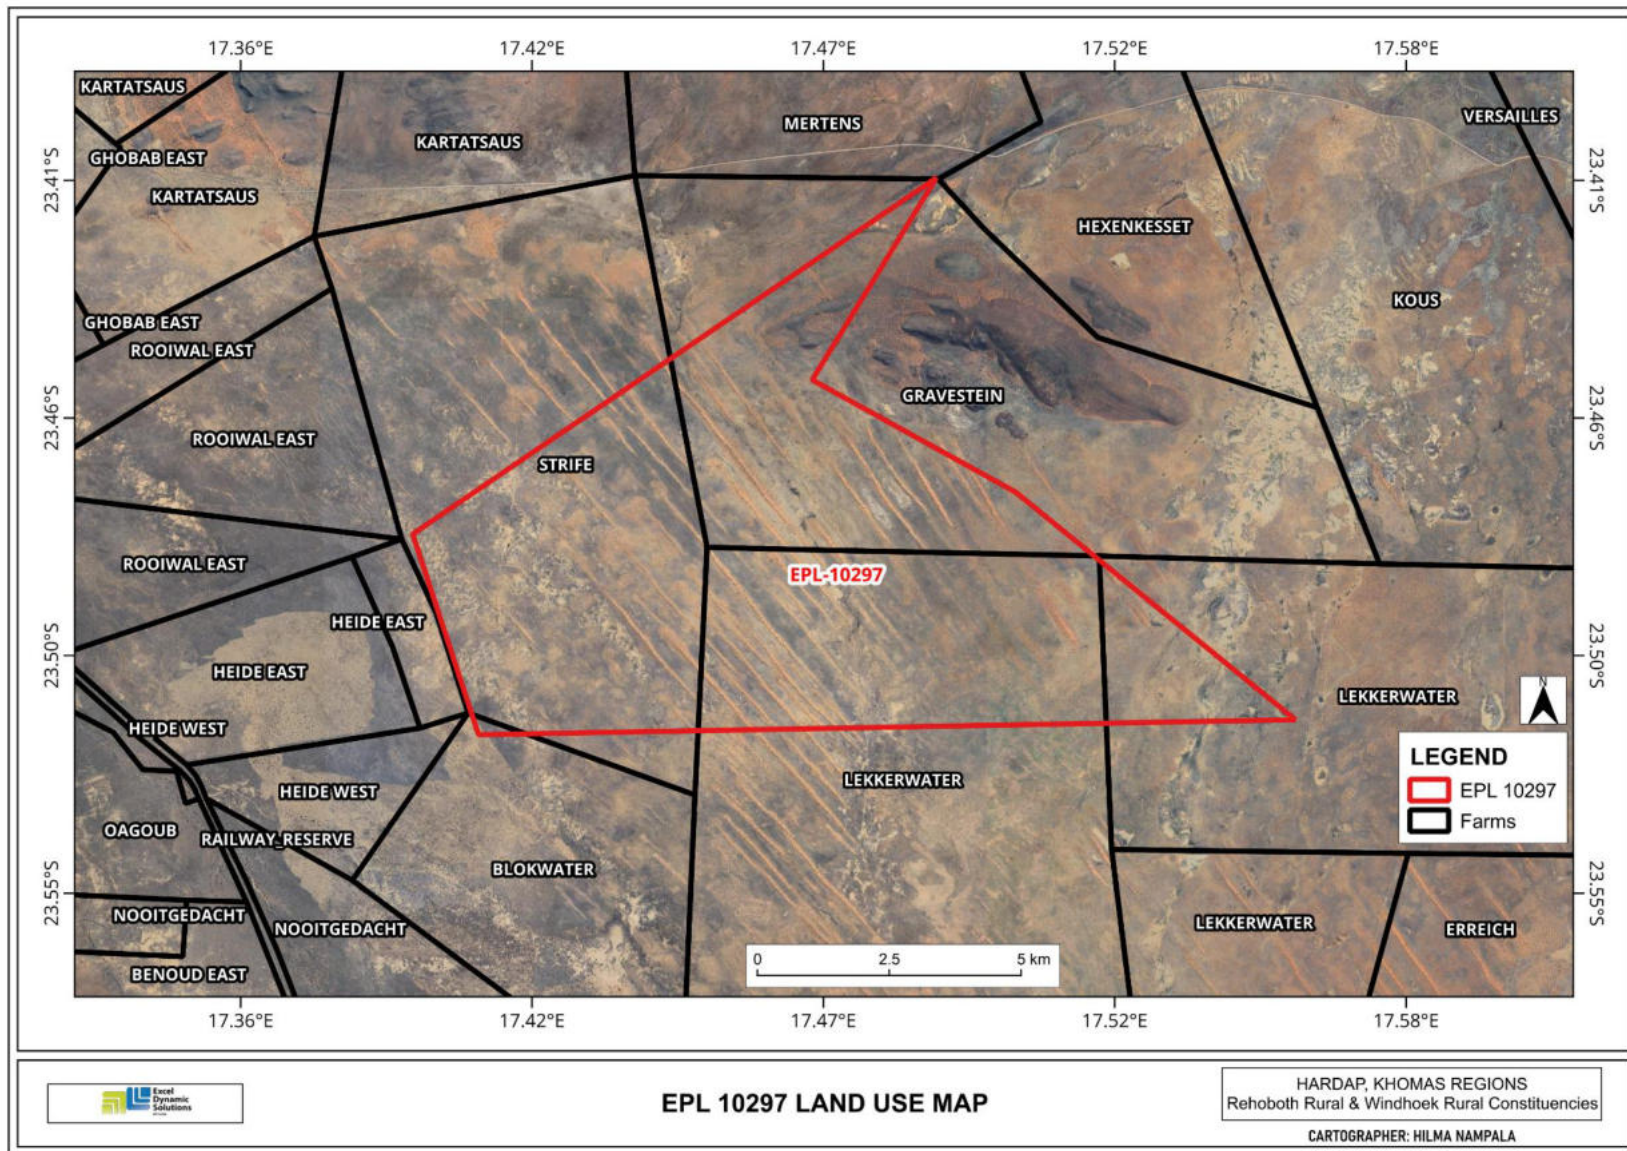 17.36°E 17.42°E 17.47°E 17.52°E 17.58°E
KARTATSAUS
VERSAILLES
MERTENS
KARTATSAUS
GHOBAB EAST
23.41°S
23.41°S
KARTATSAUS
HEXENKESSET
KOUS
GHOBAB EAST
ROOIWAL EAST
GRAVESTEIN
23.46°S
23.46°S
ROOIWAL EAST
STRIFE
ROOIWAL EAST
EPL-10297
HEIDE EAST
23.50°S
23.50°S
HEIDE EAST
N
LEKKERWATER
HEIDE WEST
LEGEND
EPL 10297
Farms
LEKKERWATER
HEIDE WEST
OAGOUB
RAILWAY_RESERVE
BLOKWATER
23.55°S
23.55°S
NOOITGEDACHT
NOOITGEDACHT
LEKKERWATER
ERREICH
BENOUD EAST
0 2.5 5 km
17.36°E 17.42°E 17.47°E 17.52°E 17.58°E
Excel
Dynamic
Solutions
EPL 10297 LAND USE MAP
HARDAP, KHOMAS REGIONS
Rehoboth Rural & Windhoek Rural Constituencies
CARTOGRAPHER: HILMA NAMPALA